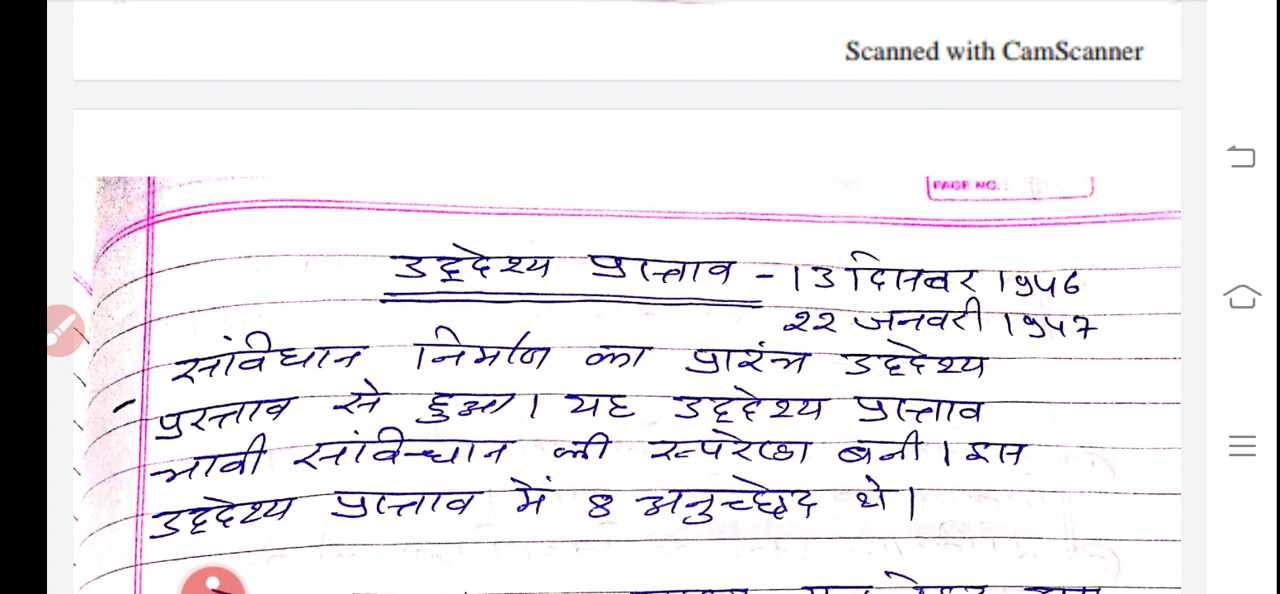 Scanned with CamScanner
PAGE NO. :
उद्देश्य प्रस्ताव - 13 दिसंबर 1946
22 जनवरी 1947
सांविधान निर्माण का प्रारंभ उद्देश्य
प्रस्ताव से हुआ। यह उद्देश्य प्रस्ताव
भावी सांविधान की रूपरेखा बनी। इस
उद्देश्य प्रस्ताव में 8 अनुच्छेद थे।